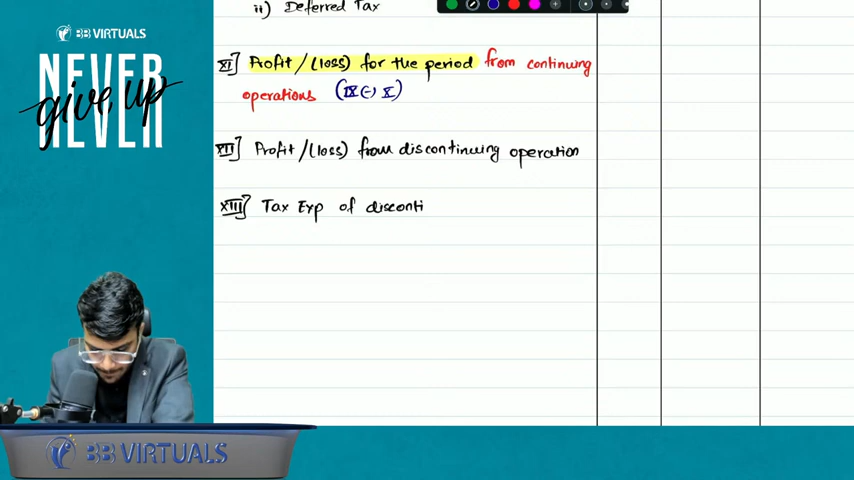 ii) Deferred Tax
BB VIRTUALS
NEVER
give up
NEVER
XI] Profit/(loss) for the period from continuing
operations (IX(-) X)
XII] Profit/(loss) from discontinuing operation
XIII] Tax Exp of disconti
BB VIRTUALS